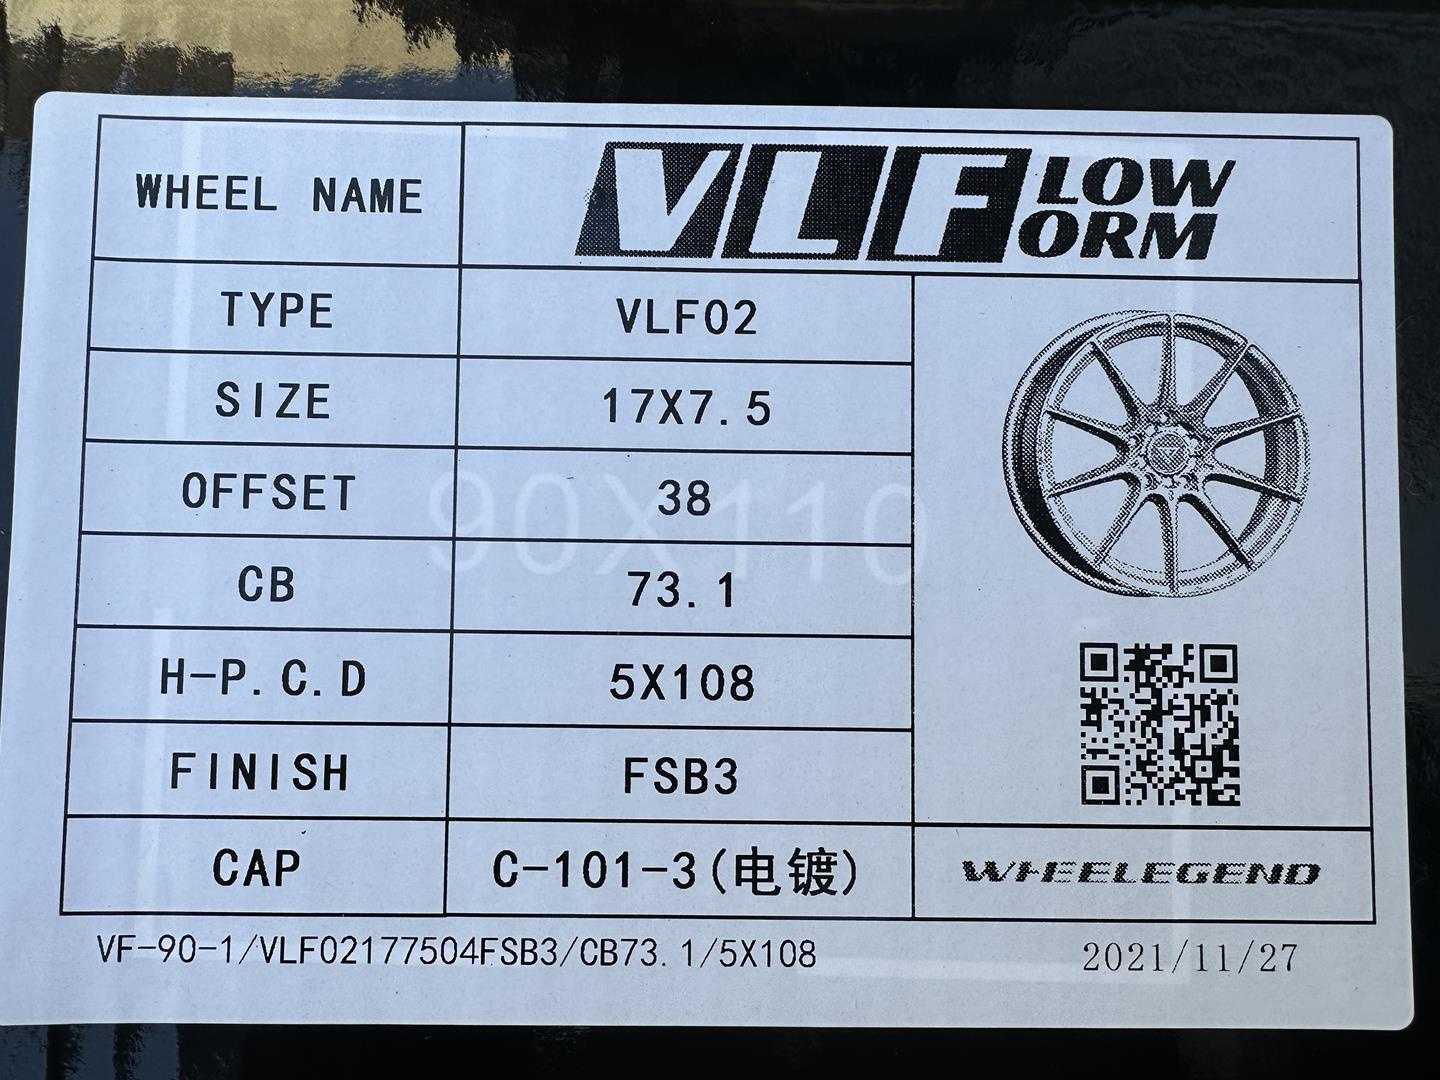 WHEEL NAME
VLF LOW ORM
TYPE VLF02
SIZE 17X7.5
OFFSET 38
90X110
CB 73.1
H-P.C.D 5X108
FINISH FSB3
CAP C-101-3(电镀)
WHEELEGEND
VF-90-1/VLF02177504FSB3/CB73.1/5X108
2021/11/27